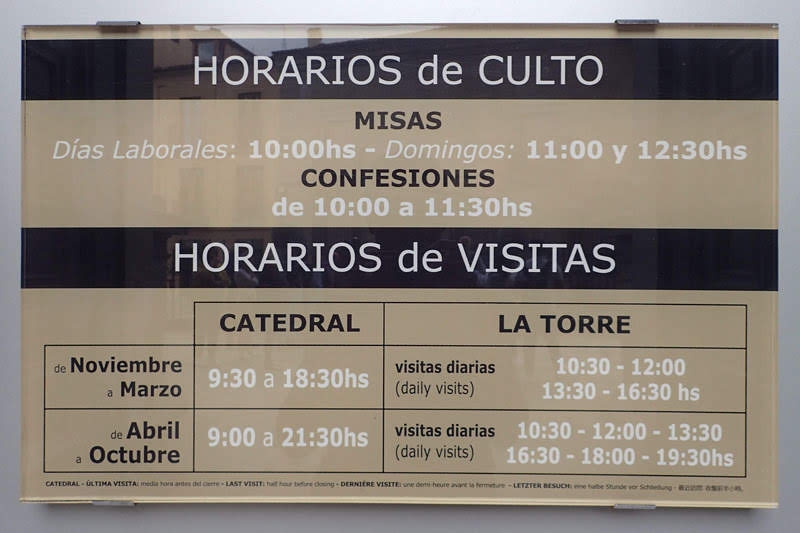 HORARIOS de CULTO
MISAS
Días Laborales: 10:00hs - Domingos: 11:00 y 12:30hs
CONFESIONES
de 10:00 a 11:30hs
HORARIOS de VISITAS
CATEDRAL LA TORRE
de Noviembre a Marzo
9:30 a 18:30hs
visitas diarias
(daily visits)
10:30 - 12:00
13:30 - 16:30 hs
de Abril a Octubre
9:00 a 21:30hs
visitas diarias
(daily visits)
10:30 - 12:00 - 13:30
16:30 - 18:00 - 19:30hs
CATEDRAL - ÚLTIMA VISITA: media hora antes del cierre - LAST VISIT: half hour before closing - DERNIÈRE VISITE: une demi-heure avant la fermeture - LETZTER BESUCH: eine halbe Stunde vor Schließung -